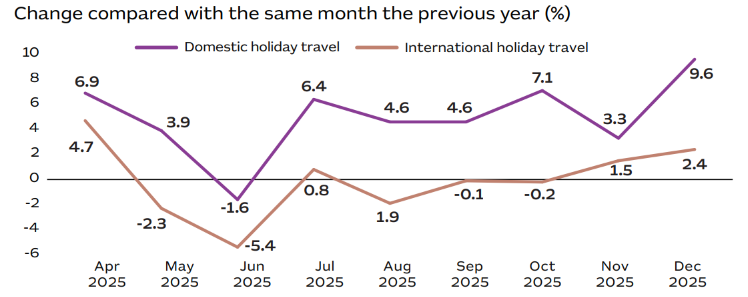 Change compared with the same month the previous year (%)
Domestic holiday travel International holiday travel
10
8
6
4
2
0
-2
-4
-6
6.9 3.9 -1.6 6.4 4.6 4.6 7.1 3.3 9.6
4.7 -2.3 -5.4 0.8 1.9 -0.1 -0.2 1.5 2.4
Apr May Jun Jul Aug Sep Oct Nov Dec
2025 2025 2025 2025 2025 2025 2025 2025 2025